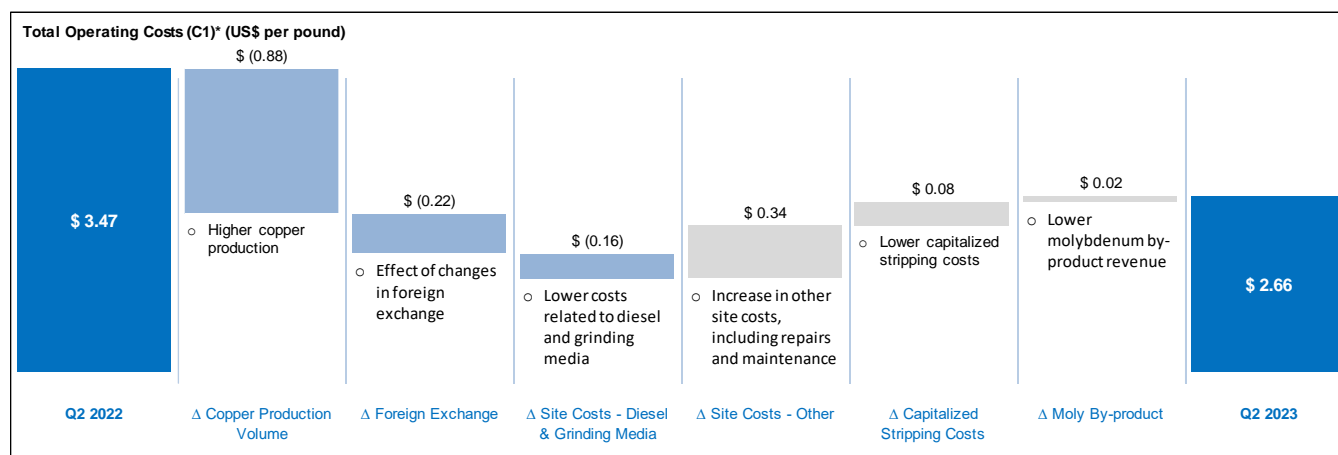 Total Operating Costs (C1)* (US$ per pound)
$ (0.88)
$ 3.47
○ Higher copper
production
$ (0.22)
○ Effect of changes
in foreign
exchange
$ (0.16)
○ Lower costs
related to diesel
and grinding
media
$ 0.34
○ Increase in other
site costs,
including repairs
and maintenance
$ 0.08
○ Lower capitalized
stripping costs
$ 0.02
○ Lower
molybdenum by-
product revenue
$ 2.66
Q2 2022
Δ Copper Production
Volume
Δ Foreign Exchange
Δ Site Costs - Diesel
& Grinding Media
Δ Site Costs - Other
Δ Capitalized
Stripping Costs
Δ Moly By-product
Q2 2023